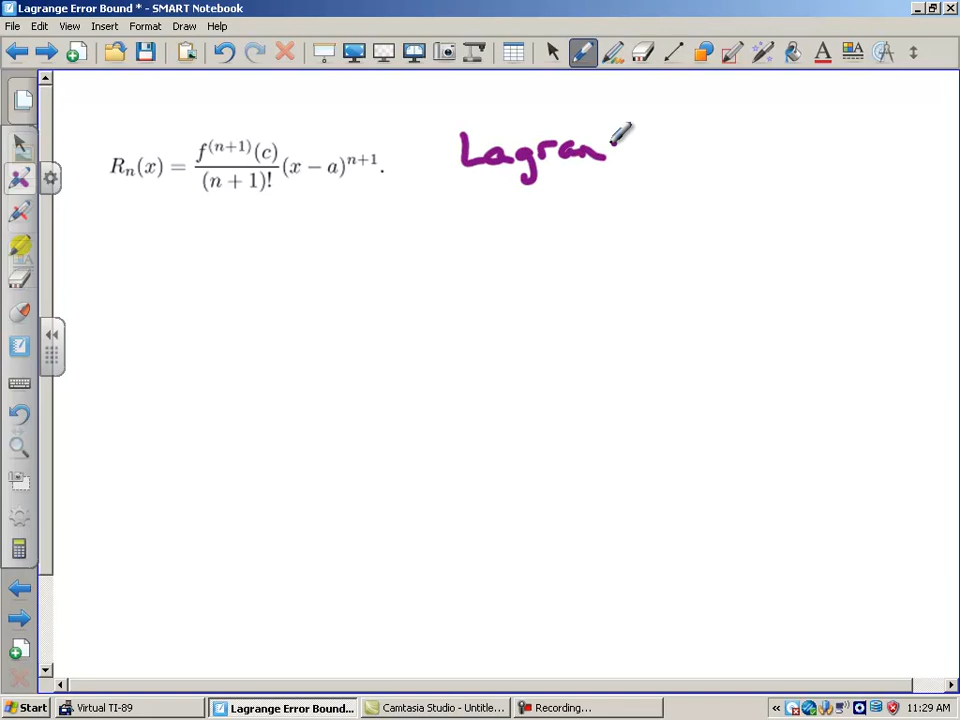 Lagrange Error Bound * - SMART Notebook
File Edit View Insert Format Draw Help
R_n(x) = \frac{f^{(n+1)}(c)}{(n+1)!}(x-a)^{n+1}.
Lagran
Start Virtual TI-89 Lagrange Error Bound... Camtasia Studio - Untitle... Recording... 11:29 AM